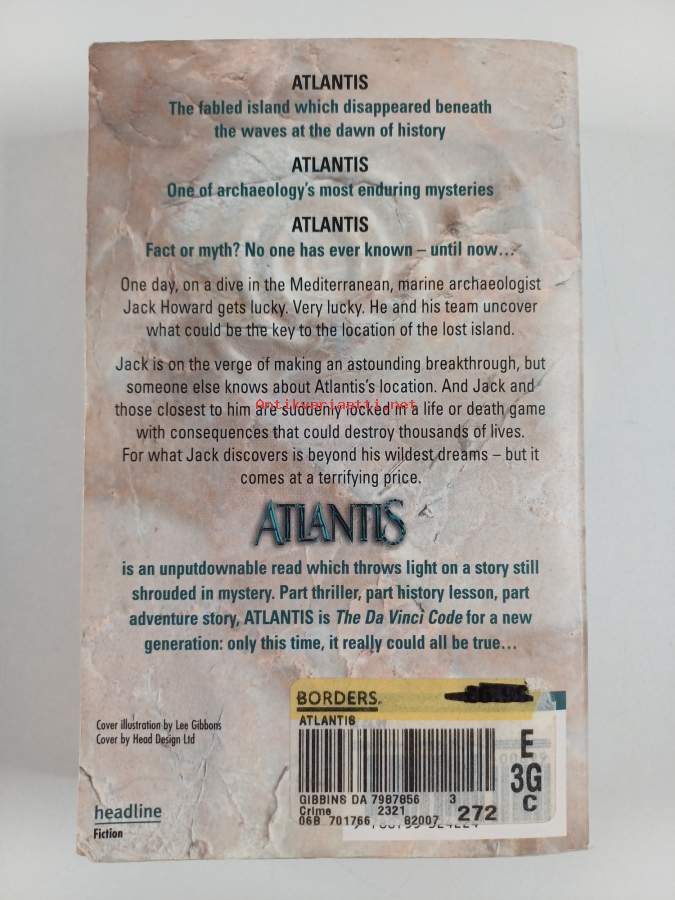 ATLANTIS
The fabled island which disappeared beneath
the waves at the dawn of history
ATLANTIS
One of archaeology's most enduring mysteries
ATLANTIS
Fact or myth? No one has ever known – until now…
One day, on a dive in the Mediterranean, marine archaeologist
Jack Howard gets lucky. Very lucky. He and his team uncover
what could be the key to the location of the lost island.
Jack is on the verge of making an astounding breakthrough, but
someone else knows about Atlantis's location. And Jack and
those closest to him are suddenly locked in a life or death game
Antikvariaatti.net
with consequences that could destroy thousands of lives.
For what Jack discovers is beyond his wildest dreams – but it
comes at a terrifying price.
ATLANTIS
is an unputdownable read which throws light on a story still
shrouded in mystery. Part thriller, part history lesson, part
adventure story, ATLANTIS is The Da Vinci Code for a new
generation: only this time, it really could all be true…
Cover illustration by Lee Gibbons
Cover by Head Design Ltd
headline
Fiction
BORDERS.
ATLANTIS
E
3G
C
GIBBINS DA 7987856 3
Crime 2321 272
06B 701766 82007